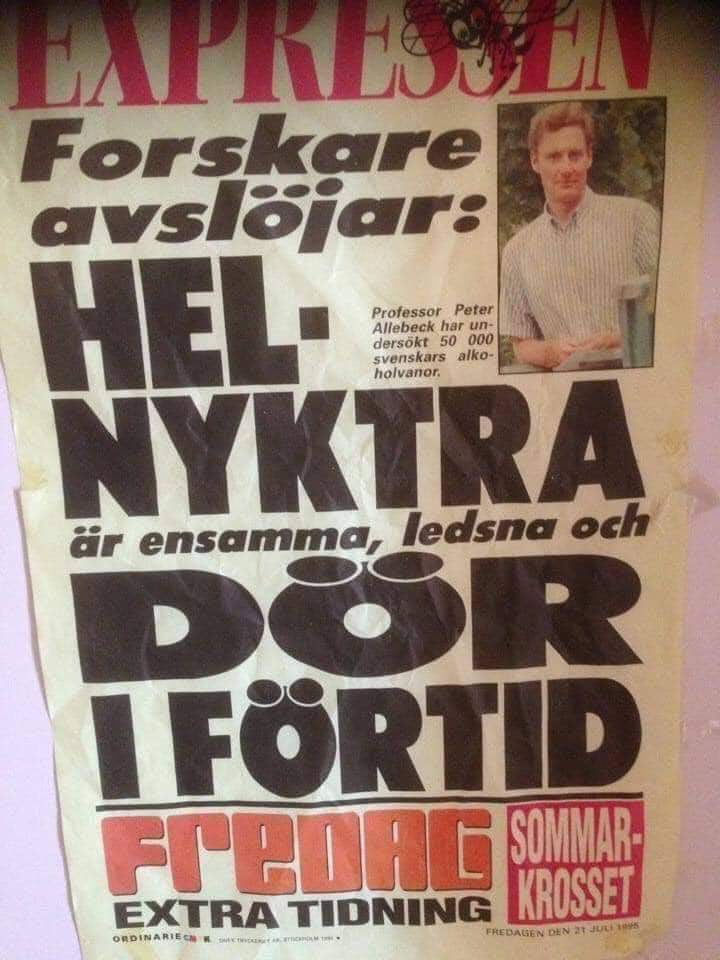 EXPRESSEN
Forskare
avslöjar:
HEL-
Professor Peter
Allebeck har un-
dersökt 50 000
svenskars alko-
holvanor.
NYKTRA
är ensamma, ledsna och
DÖR
I FÖRTID
FREDAG
EXTRA TIDNING
SOMMAR-
KROSSET
ORDINARIE
FREDAGEN DEN 21 JULI 1995